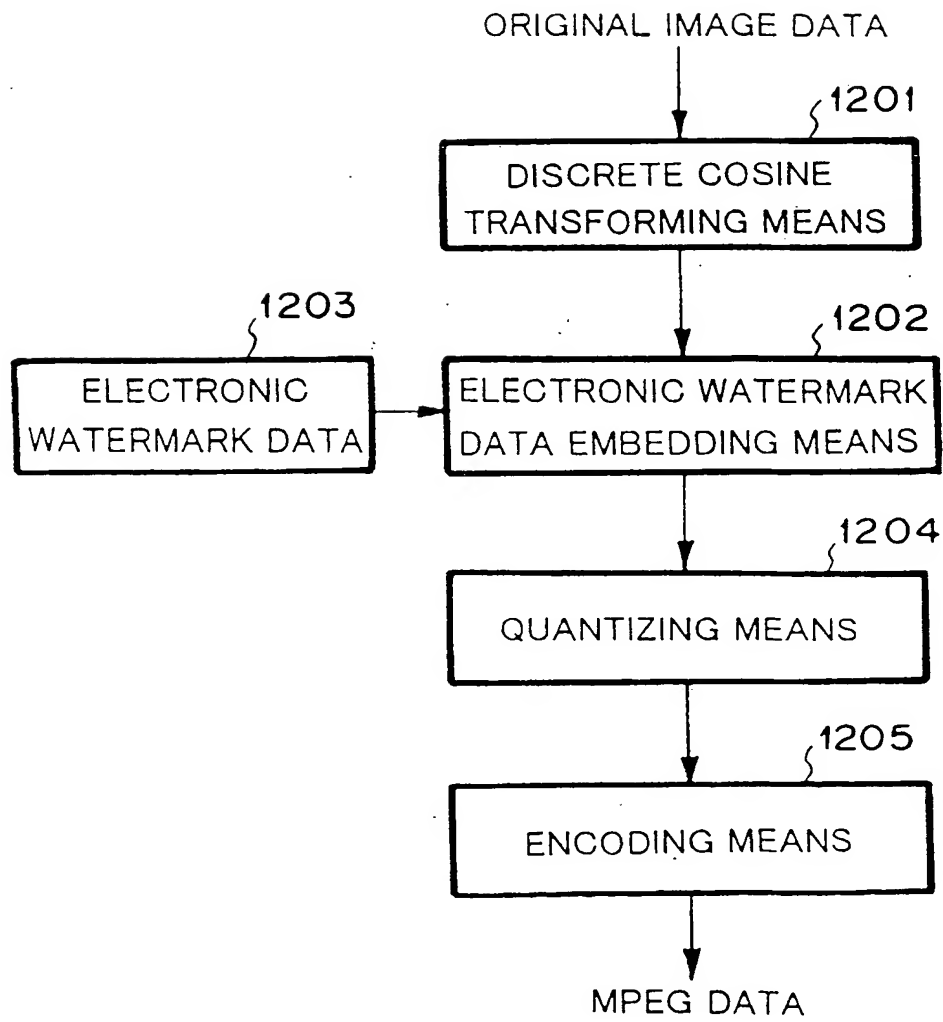 ORIGINAL IMAGE DATA
1201
DISCRETE COSINE
TRANSFORMING MEANS
1203
ELECTRONIC
WATERMARK DATA
1202
ELECTRONIC WATERMARK
DATA EMBEDDING MEANS
1204
QUANTIZING MEANS
1205
ENCODING MEANS
MPEG DATA